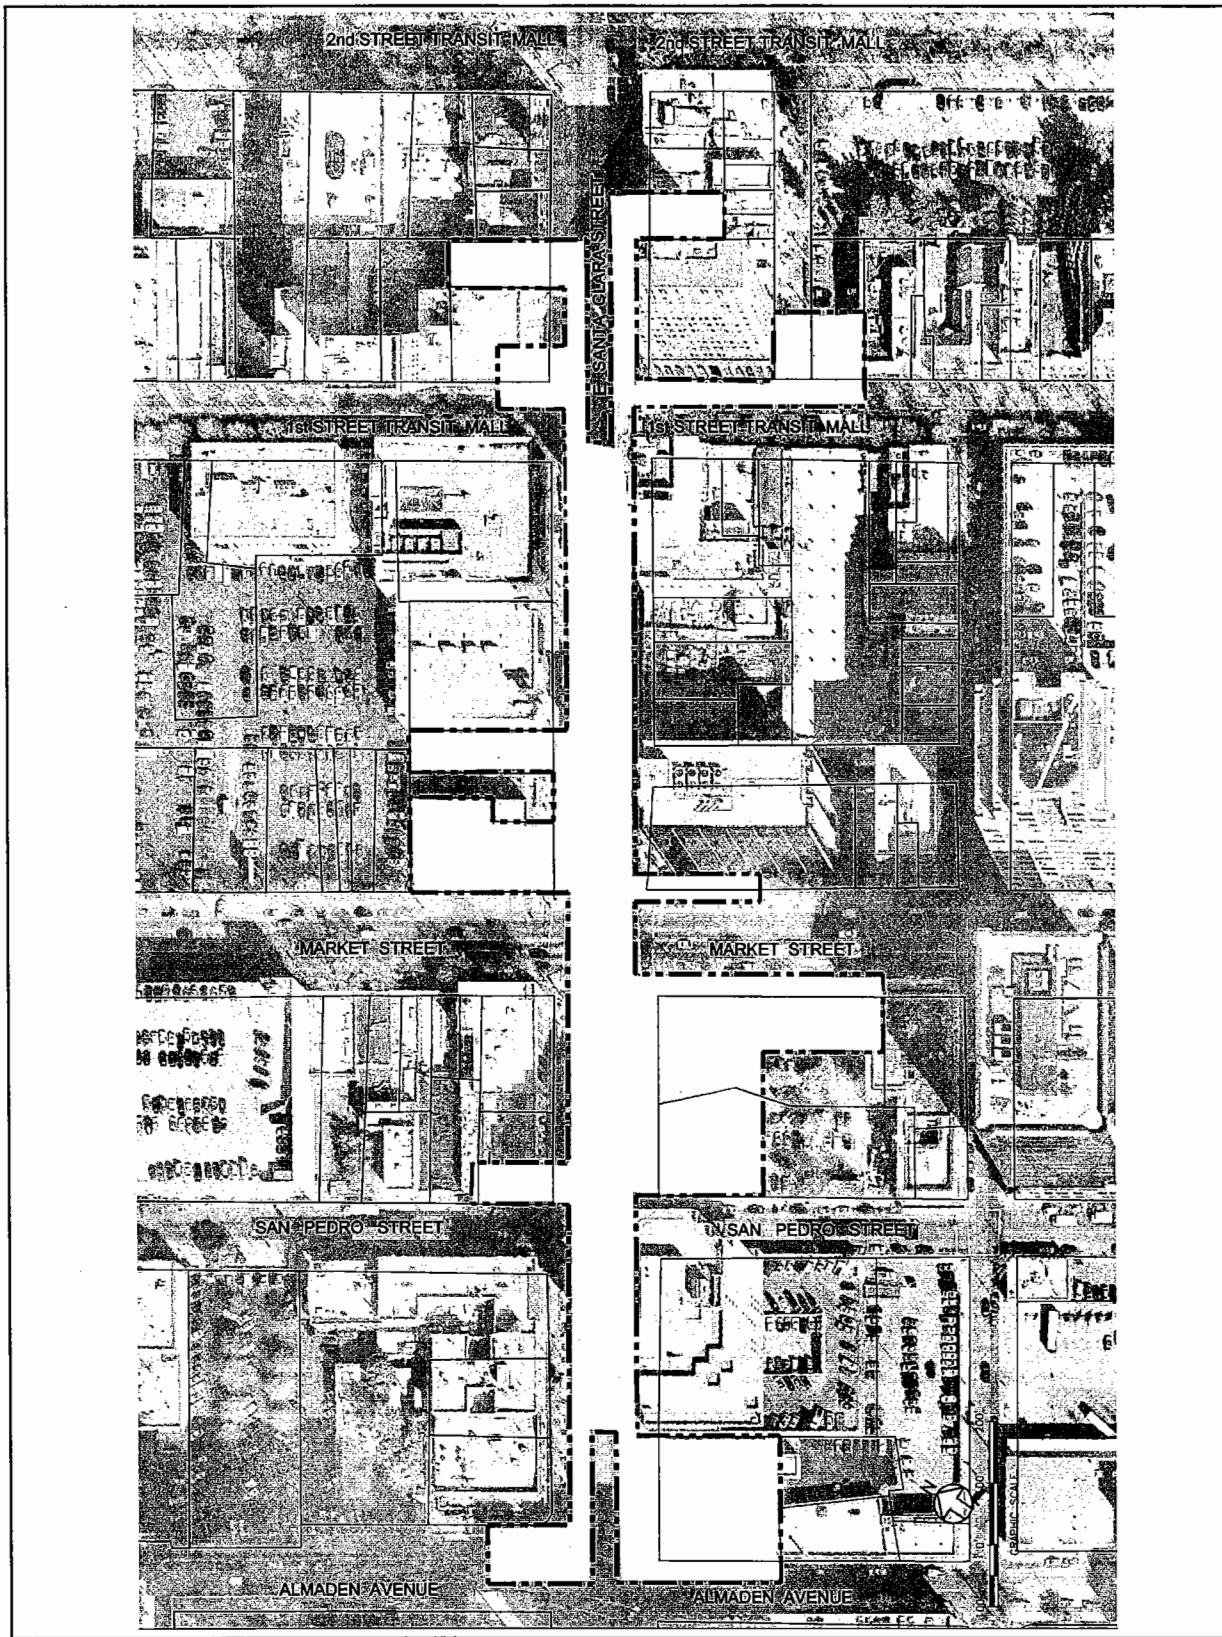 2nd STREET TRANSIT MALL
2nd STREET TRANSIT MALL
SANTA CLARA STREET
1st STREET TRANSIT MALL
1st STREET TRANSIT MALL
MARKET STREET
MARKET STREET
SAN PEDRO STREET
SAN PEDRO STREET
GRAPHIC SCALE
N
ALMADEN AVENUE
ALMADEN AVENUE